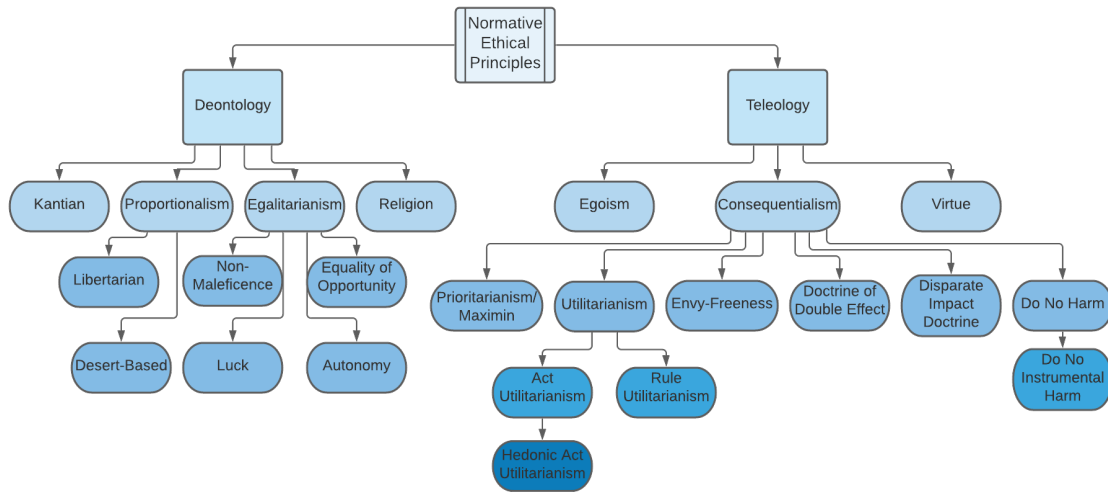 Normative
Ethical
Principles
Deontology
Teleology
Kantian
Proportionalism
Egalitarianism
Religion
Egoism
Consequentialism
Virtue
Libertarian
Non-
Maleficence
Equality of
Opportunity
Prioritarianism/
Maximin
Utilitarianism
Envy-Freeness
Doctrine of
Double Effect
Disparate
Impact
Doctrine
Do No Harm
Desert-Based
Luck
Autonomy
Act
Utilitarianism
Rule
Utilitarianism
Do No
Instrumental
Harm
Hedonic Act
Utilitarianism